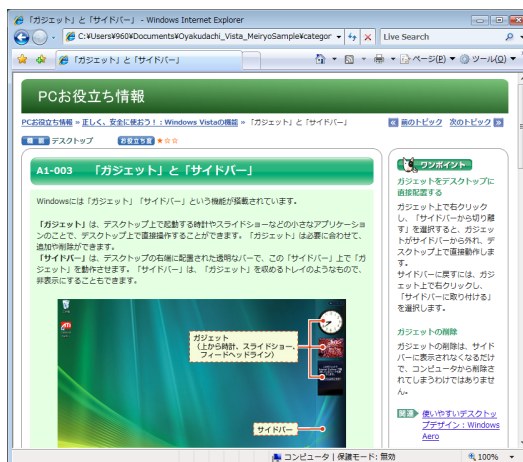 「ガジェット」と「サイドバー」 - Windows Internet Explorer
C:¥Users¥960¥Documents¥Oyakudachi_Vista_MeiryoSample¥categor
Live Search
「ガジェット」と「サイドバー」
ページ(P)
ツール(O)
PCお役立ち情報
PCお役立ち情報 » 正しく、安全に使おう！：Windows Vistaの機能 » 「ガジェット」と「サイドバー」
前のトピック 次のトピック
機 能 デスクトップ お役立ち度 ★☆☆
A1-003 「ガジェット」と「サイドバー」
Windowsには「ガジェット」「サイドバー」という機能が搭載されています。
「ガジェット」は、デスクトップ上で起動する時計やスライドショーなどの小さなアプリケーショ
ンのことで、デスクトップ上で直接操作することができます。「ガジェット」は必要に合わせて、
追加や削除ができます。
「サイドバー」は、デスクトップの右端に配置された透明なバーで、この「サイドバー」上で「ガ
ジェット」を動作させます。「サイドバー」は、「ガジェット」を収めるトレイのようなもので、
非表示にすることもできます。
ガジェット
（上から時計、スライドショー、
フィードヘッドライン）
サイドバー
ATI
ワンポイント
ガジェットをデスクトップに
直接配置する
ガジェット上で右クリック
し、「サイドバーから切り離
す」を選択すると、ガジェッ
トがサイドバーから外れ、デ
スクトップ上で直接動作しま
す。
サイドバーに戻すには、ガジ
ェット上で右クリックし、
「サイドバーに取り付ける」
を選択します。
ガジェットの削除
ガジェットの削除は、サイド
バーに表示されなくなるだけ
で、コンピュータから削除さ
れてしまうわけではありませ
ん。
関連 使いやすいデスクトッ
プデザイン：Windows
Aero
コンピュータ | 保護モード: 無効
100%